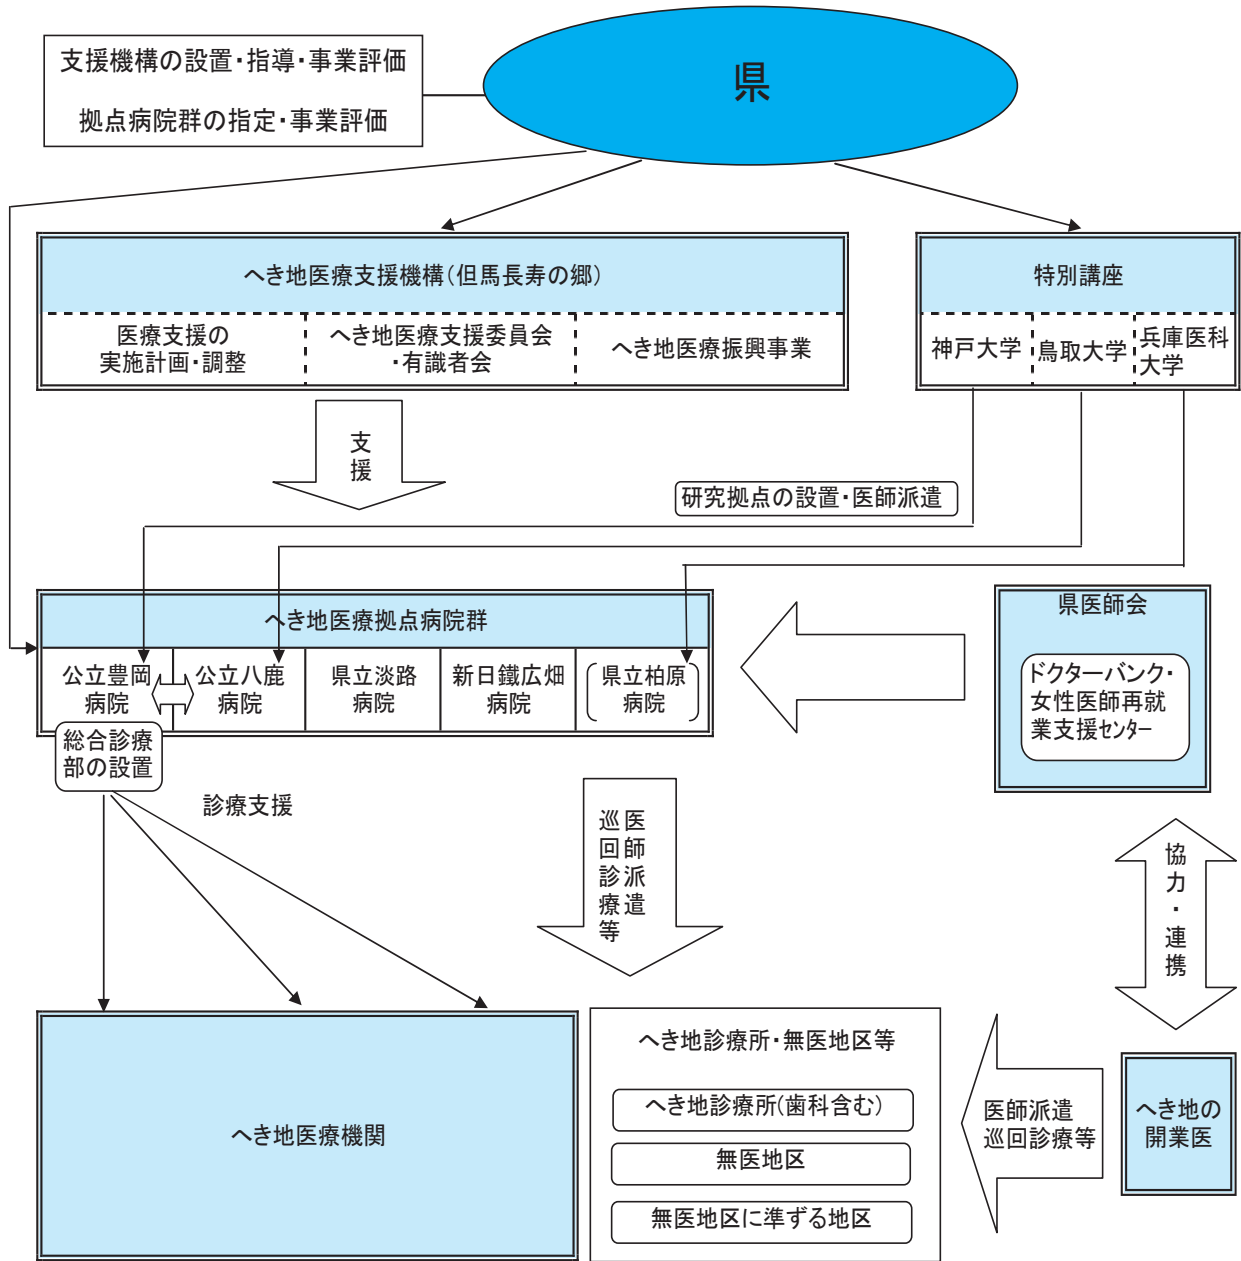 支援機構の設置・指導・事業評価
拠点病院群の指定・事業評価
県
へき地医療支援機構(但馬長寿の郷)
医療支援の
実施計画・調整
へき地医療支援委員会
・有識者会
へき地医療振興事業
特別講座
神戸大学
鳥取大学
兵庫医科
大学
支援
研究拠点の設置・医師派遣
へき地医療拠点病院群
公立豊岡
病院
公立八鹿
病院
県立淡路
病院
新日鐵広畑
病院
県立柏原
病院
総合診療
部の設置
県医師会
ドクターバンク・
女性医師再就
業支援センター
診療支援
医師派遣
巡回診療等
協力・連携
へき地医療機関
へき地診療所・無医地区等
へき地診療所(歯科含む)
無医地区
無医地区に準ずる地区
医師派遣
巡回診療等
へき地の
開業医